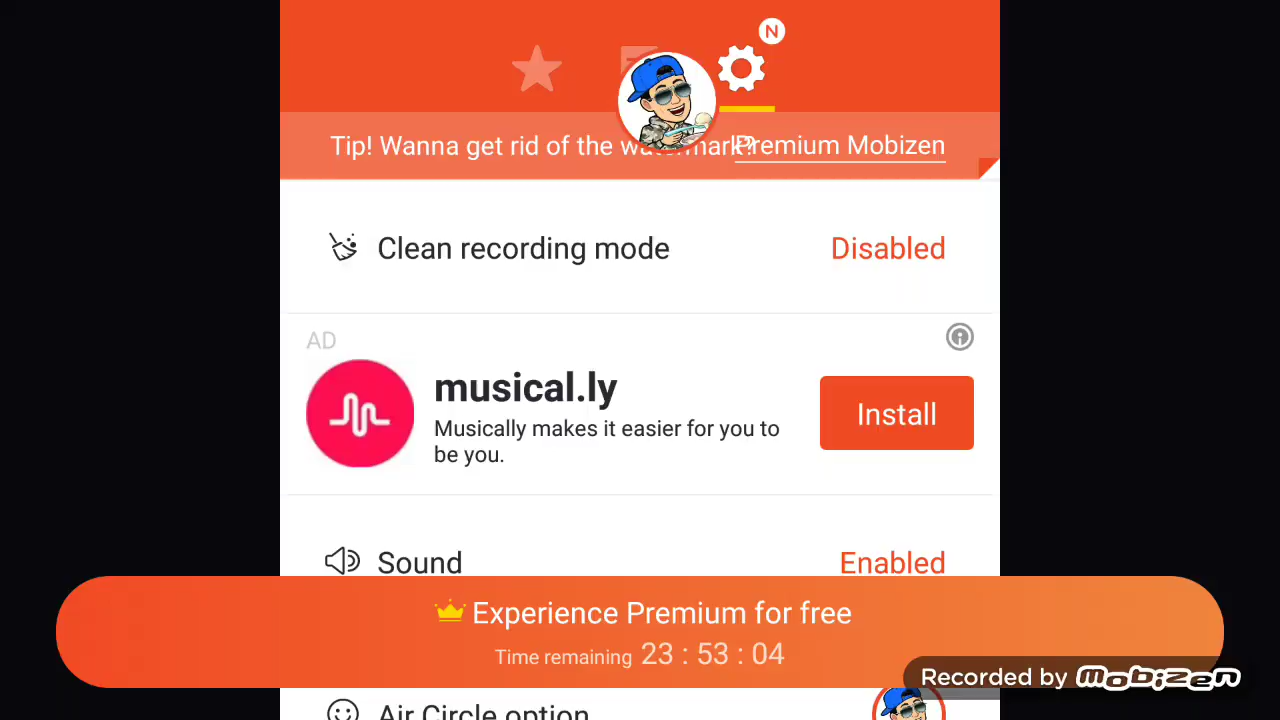 N
Tip! Wanna get rid of the watermark?
Premium Mobizen
Clean recording mode
Disabled
AD
musical.ly
Musically makes it easier for you to
be you.
Install
Sound
Enabled
Experience Premium for free
Time remaining 23 : 53 : 04
Recorded by mobizen
Air Circle option